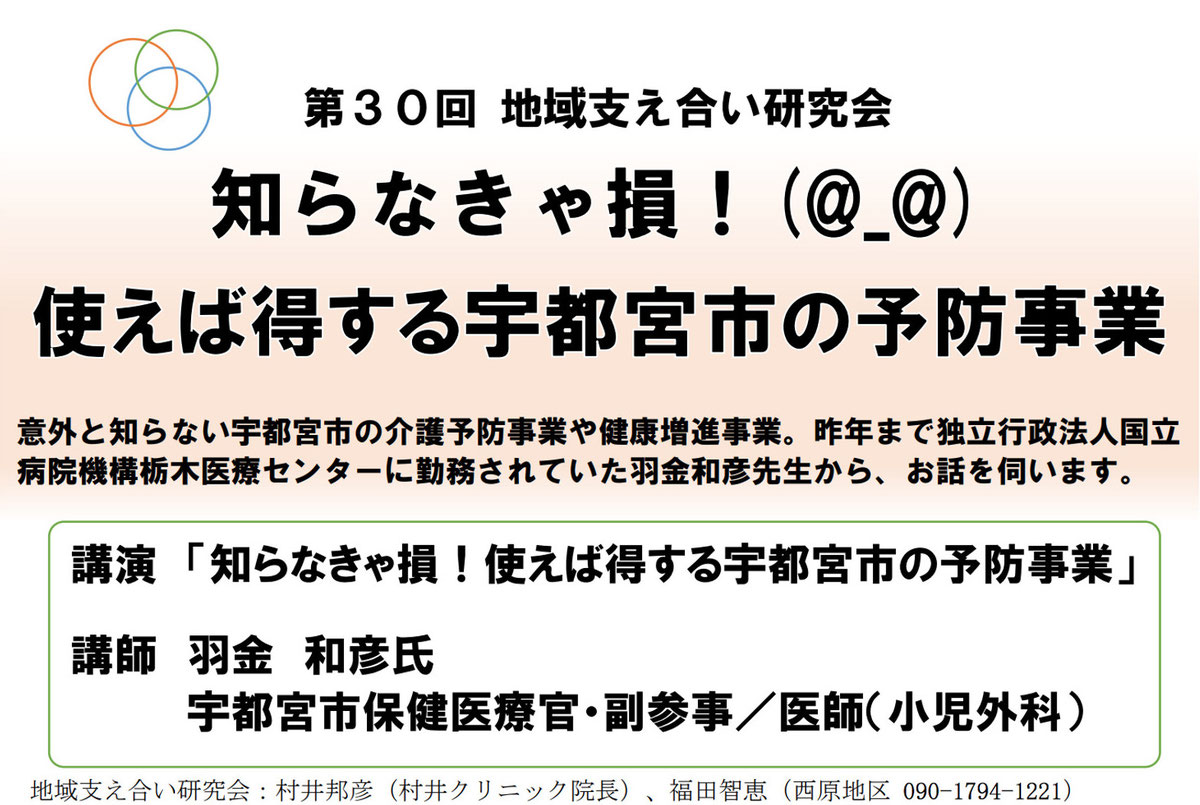 第３０回 地域支え合い研究会
知らなきゃ損！(@_@)
使えば得する宇都宮市の予防事業
意外と知らない宇都宮市の介護予防事業や健康増進事業。昨年まで独立行政法人国立
病院機構栃木医療センターに勤務されていた羽金和彦先生から、お話を伺います。
講演 「知らなきゃ損！使えば得する宇都宮市の予防事業」
講師 羽金 和彦氏
宇都宮市保健医療官・副参事／医師（小児外科）
地域支え合い研究会：村井邦彦（村井クリニック院長）、福田智恵（西原地区 090-1794-1221）